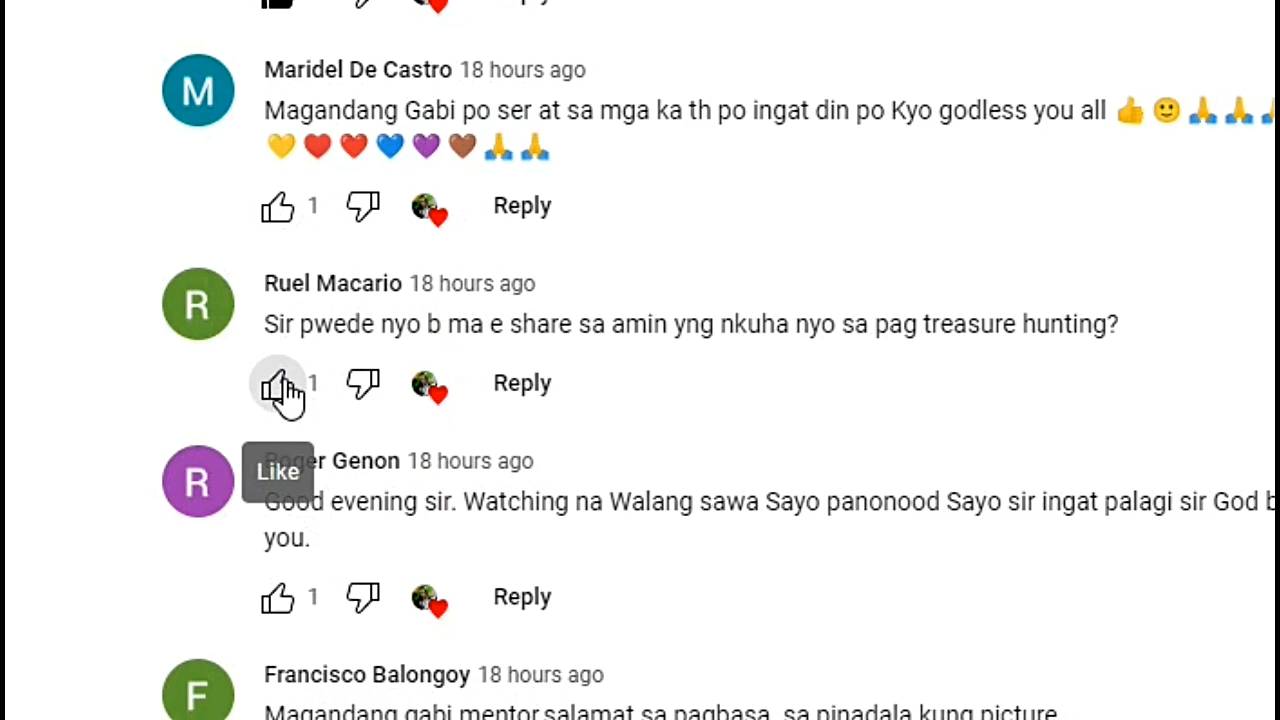 M
Maridel De Castro 18 hours ago
Magandang Gabi po ser at sa mga ka th po ingat din po Kyo godless you all 👍 🙂 🙏 🙏 🙏
💛 ❤️ ❤️ 💙 💜 🤎 🙏 🙏
1 Reply
R
Ruel Macario 18 hours ago
Sir pwede nyo b ma e share sa amin yng nkuha nyo sa pag treasure hunting?
1 Reply
R
Roger Genon 18 hours ago
Like
Good evening sir. Watching na Walang sawa Sayo panonood Sayo sir ingat palagi sir God b
you.
1 Reply
F
Francisco Balongoy 18 hours ago
Magandang gabi mentor.salamat sa pagbasa, sa pinadala kung picture